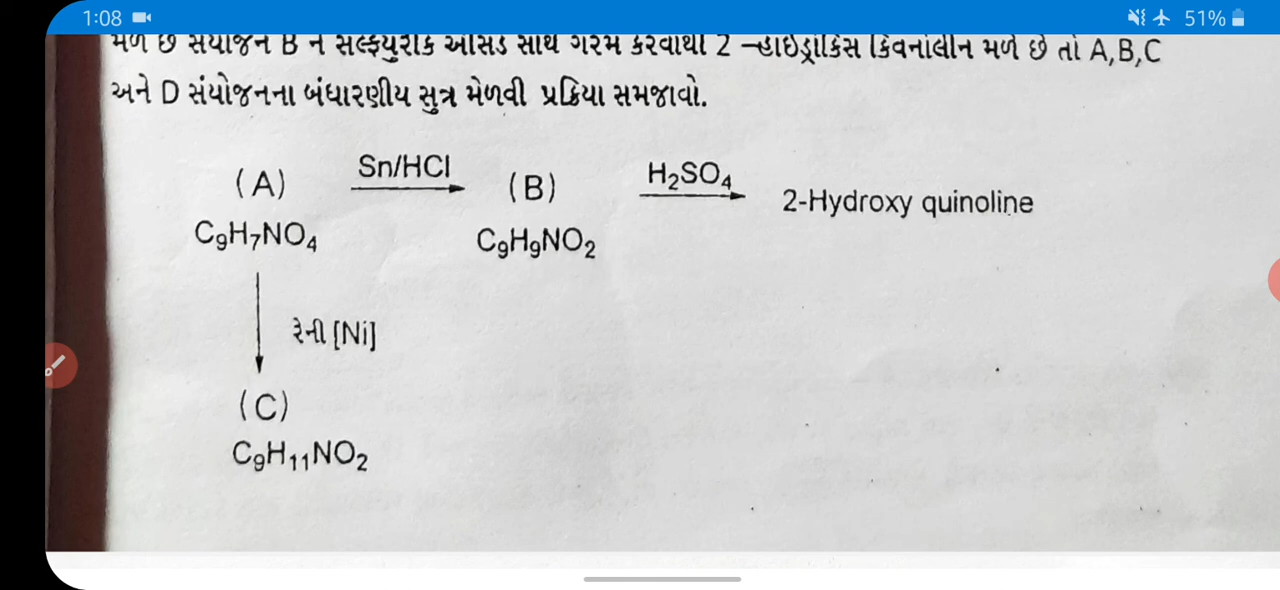 1:08 51%
મળે છે સંયોજન B ને સલ્ફ્યુરીક એસિડ સાથે ગરમ કરવાથી 2 –હાઇડ્રોક્સિ ક્વિનોલીન મળે છે તો A,B,C
અને D સંયોજનના બંધારણીય સુત્ર મેળવી પ્રક્રિયા સમજાવો.
(A) Sn/HCl (B) H₂SO₄ 2-Hydroxy quinoline
C₉H₇NO₄ C₉H₉NO₂
રેની [Ni]
(C)
C₉H₁₁NO₂